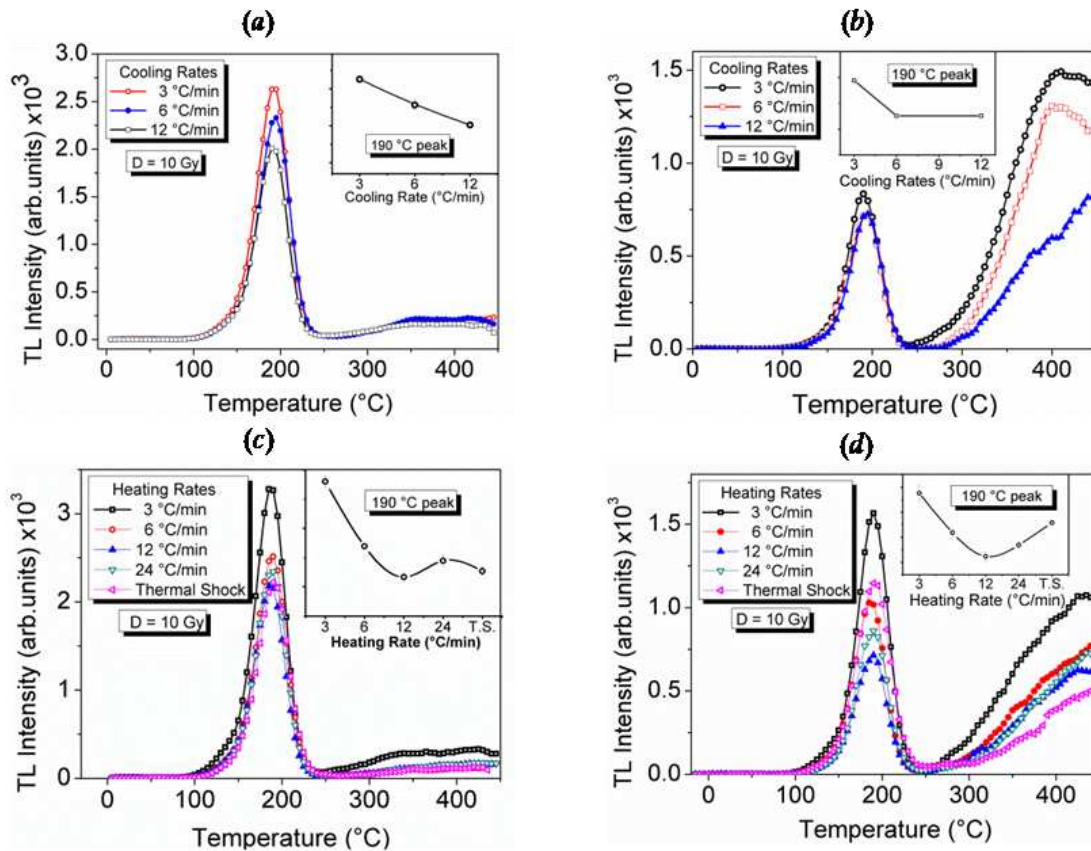 (a)
TL Intensity (arb.units) x10³
3.0
2.5
2.0
1.5
1.0
0.5
0.0
Cooling Rates
3 °C/min
6 °C/min
12 °C/min
D = 10 Gy
190 °C peak
3 6 12
Cooling Rate (°C/min)
0 100 200 300 400
Temperature (°C)
(b)
TL Intensity (arb.units) x10³
1.5
1.0
0.5
0.0
Cooling Rates
3 °C/min
6 °C/min
12 °C/min
D = 10 Gy
190 °C peak
3 6 9 12
Cooling Rates (°C/min)
0 100 200 300 400
Temperature (°C)
(c)
TL Intensity (arb.units) x10³
3
2
1
0
Heating Rates
3 °C/min
6 °C/min
12 °C/min
24 °C/min
Thermal Shock
D = 10 Gy
190 °C peak
3 6 12 24 T.S.
Heating Rate (°C/min)
0 100 200 300 400
Temperature (°C)
(d)
TL Intensity (arb.units) x10³
1.5
1.0
0.5
0.0
Heating Rates
3 °C/min
6 °C/min
12 °C/min
24 °C/min
Thermal Shock
D = 10 Gy
190 °C peak
3 6 12 24 T.S.
Heating Rate (°C/min)
0 100 200 300 400
Temperature (°C)